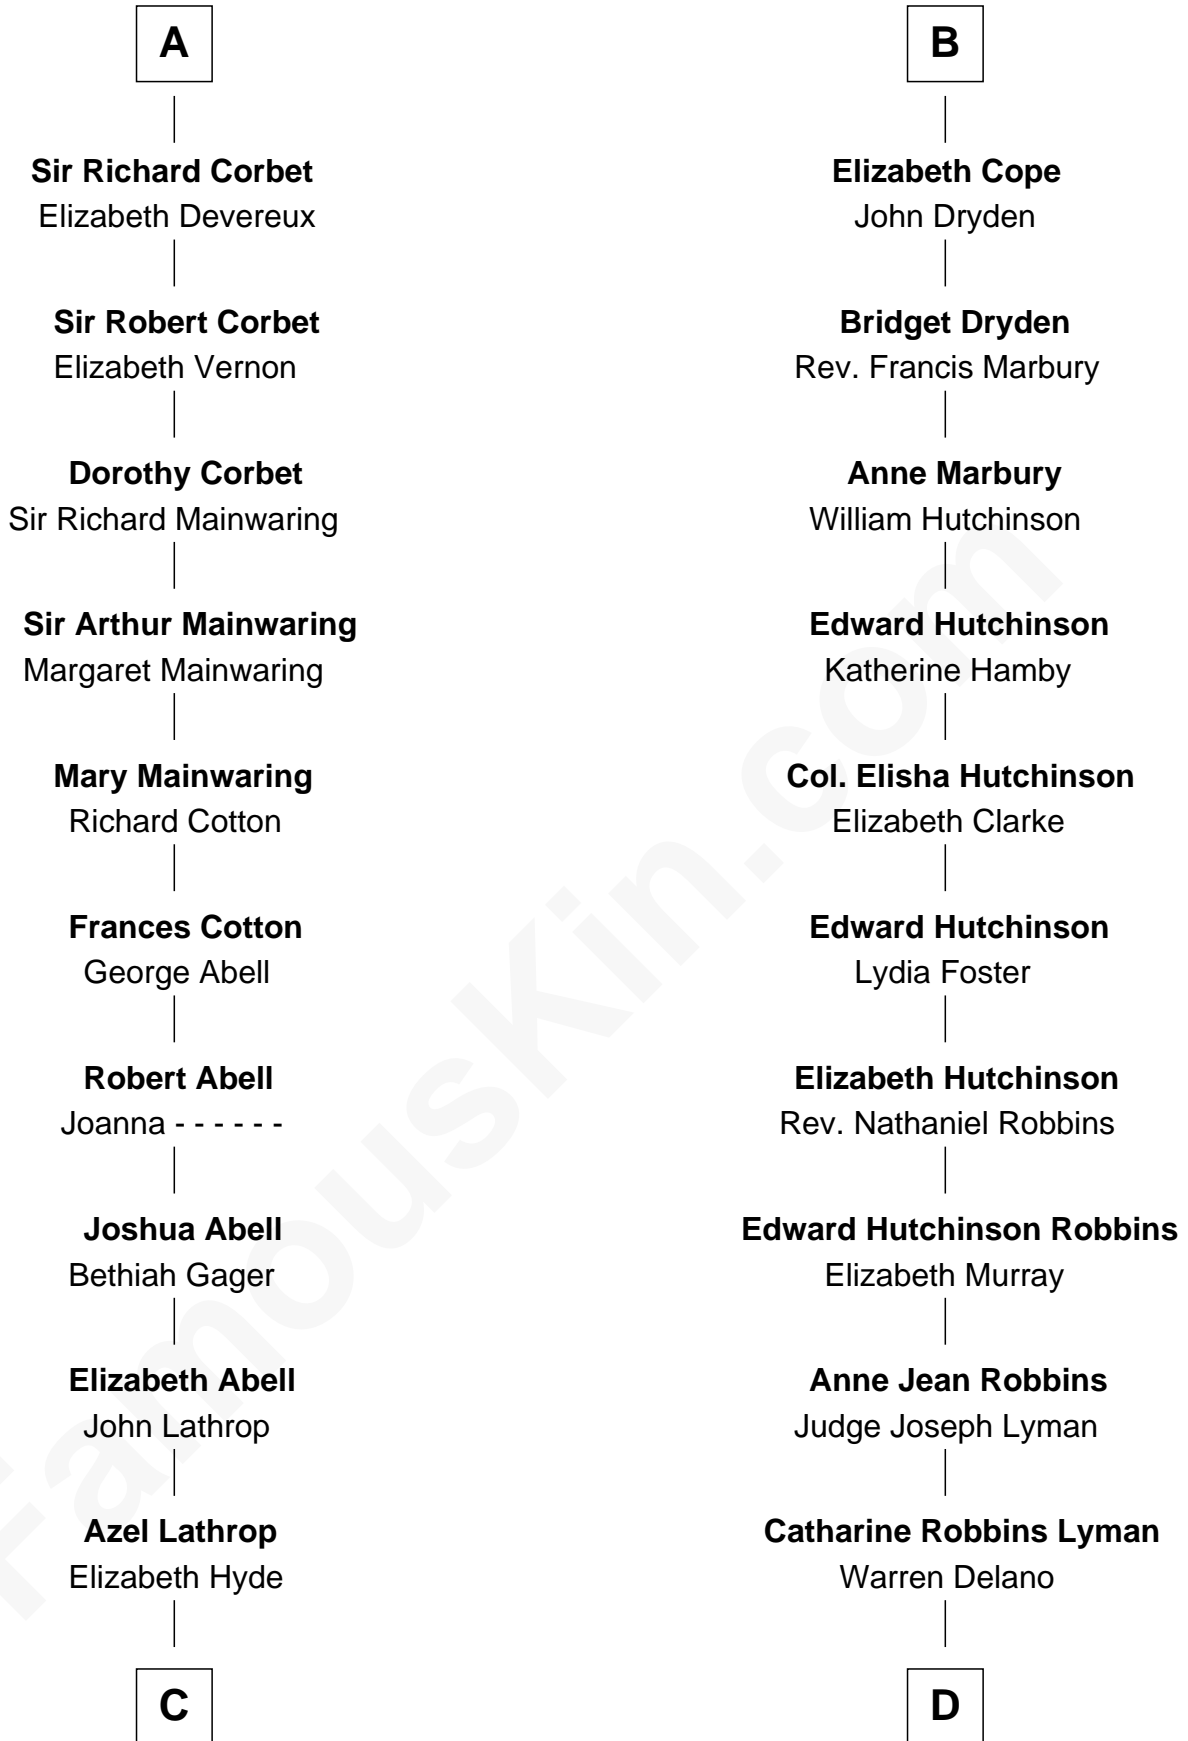 A
Sir Richard Corbet
Elizabeth Devereux
Sir Robert Corbet
Elizabeth Vernon
Dorothy Corbet
Sir Richard Mainwaring
Sir Arthur Mainwaring
Margaret Mainwaring
Mary Mainwaring
Richard Cotton
Frances Cotton
George Abell
Robert Abell
Joanna - - - - - -
Joshua Abell
Bethiah Gager
Elizabeth Abell
John Lathrop
Azel Lathrop
Elizabeth Hyde
C
B
Elizabeth Cope
John Dryden
Bridget Dryden
Rev. Francis Marbury
Anne Marbury
William Hutchinson
Edward Hutchinson
Katherine Hamby
Col. Elisha Hutchinson
Elizabeth Clarke
Edward Hutchinson
Lydia Foster
Elizabeth Hutchinson
Rev. Nathaniel Robbins
Edward Hutchinson Robbins
Elizabeth Murray
Anne Jean Robbins
Judge Joseph Lyman
Catharine Robbins Lyman
Warren Delano
D
FamousKin.com